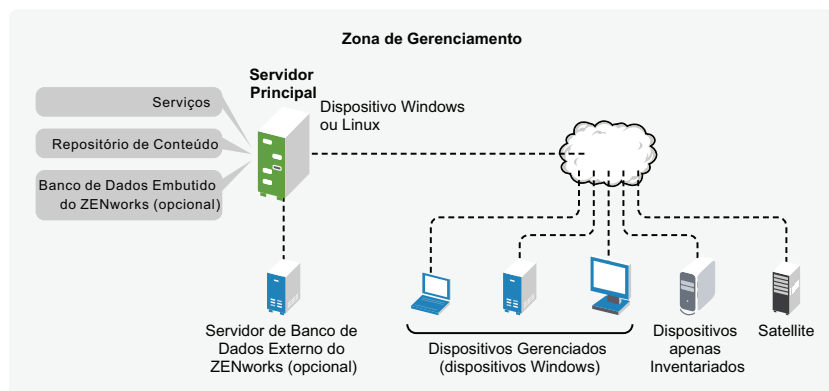 Zona de Gerenciamento
Servidor
Principal
Dispositivo Windows
ou Linux
Serviços
Repositório de Conteúdo
Banco de Dados Embutido
do ZENworks (opcional)
Servidor de Banco de
Dados Externo do
ZENworks (opcional)
Dispositivos Gerenciados
(dispositivos Windows)
Dispositivos
apenas
Inventariados
Satellite